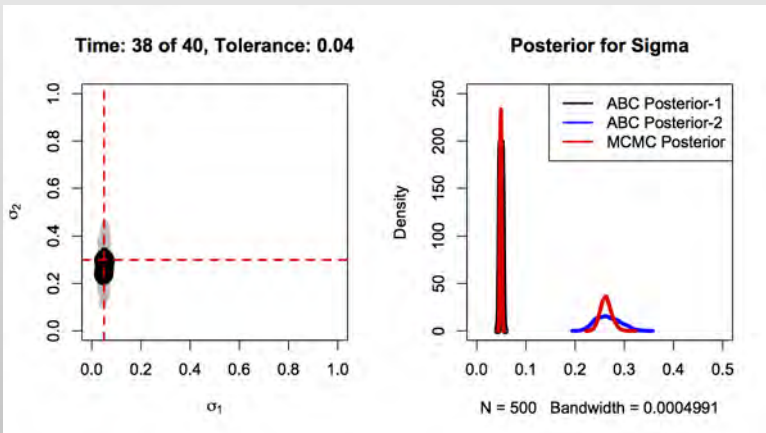 Time: 38 of 40, Tolerance: 0.04
σ2
1.0
0.8
0.6
0.4
0.2
0.0
0.0 0.2 0.4 0.6 0.8 1.0
σ1
Posterior for Sigma
ABC Posterior-1
ABC Posterior-2
MCMC Posterior
Density
250
200
150
100
50
0
0.0 0.1 0.2 0.3 0.4 0.5
N = 500 Bandwidth = 0.0004991